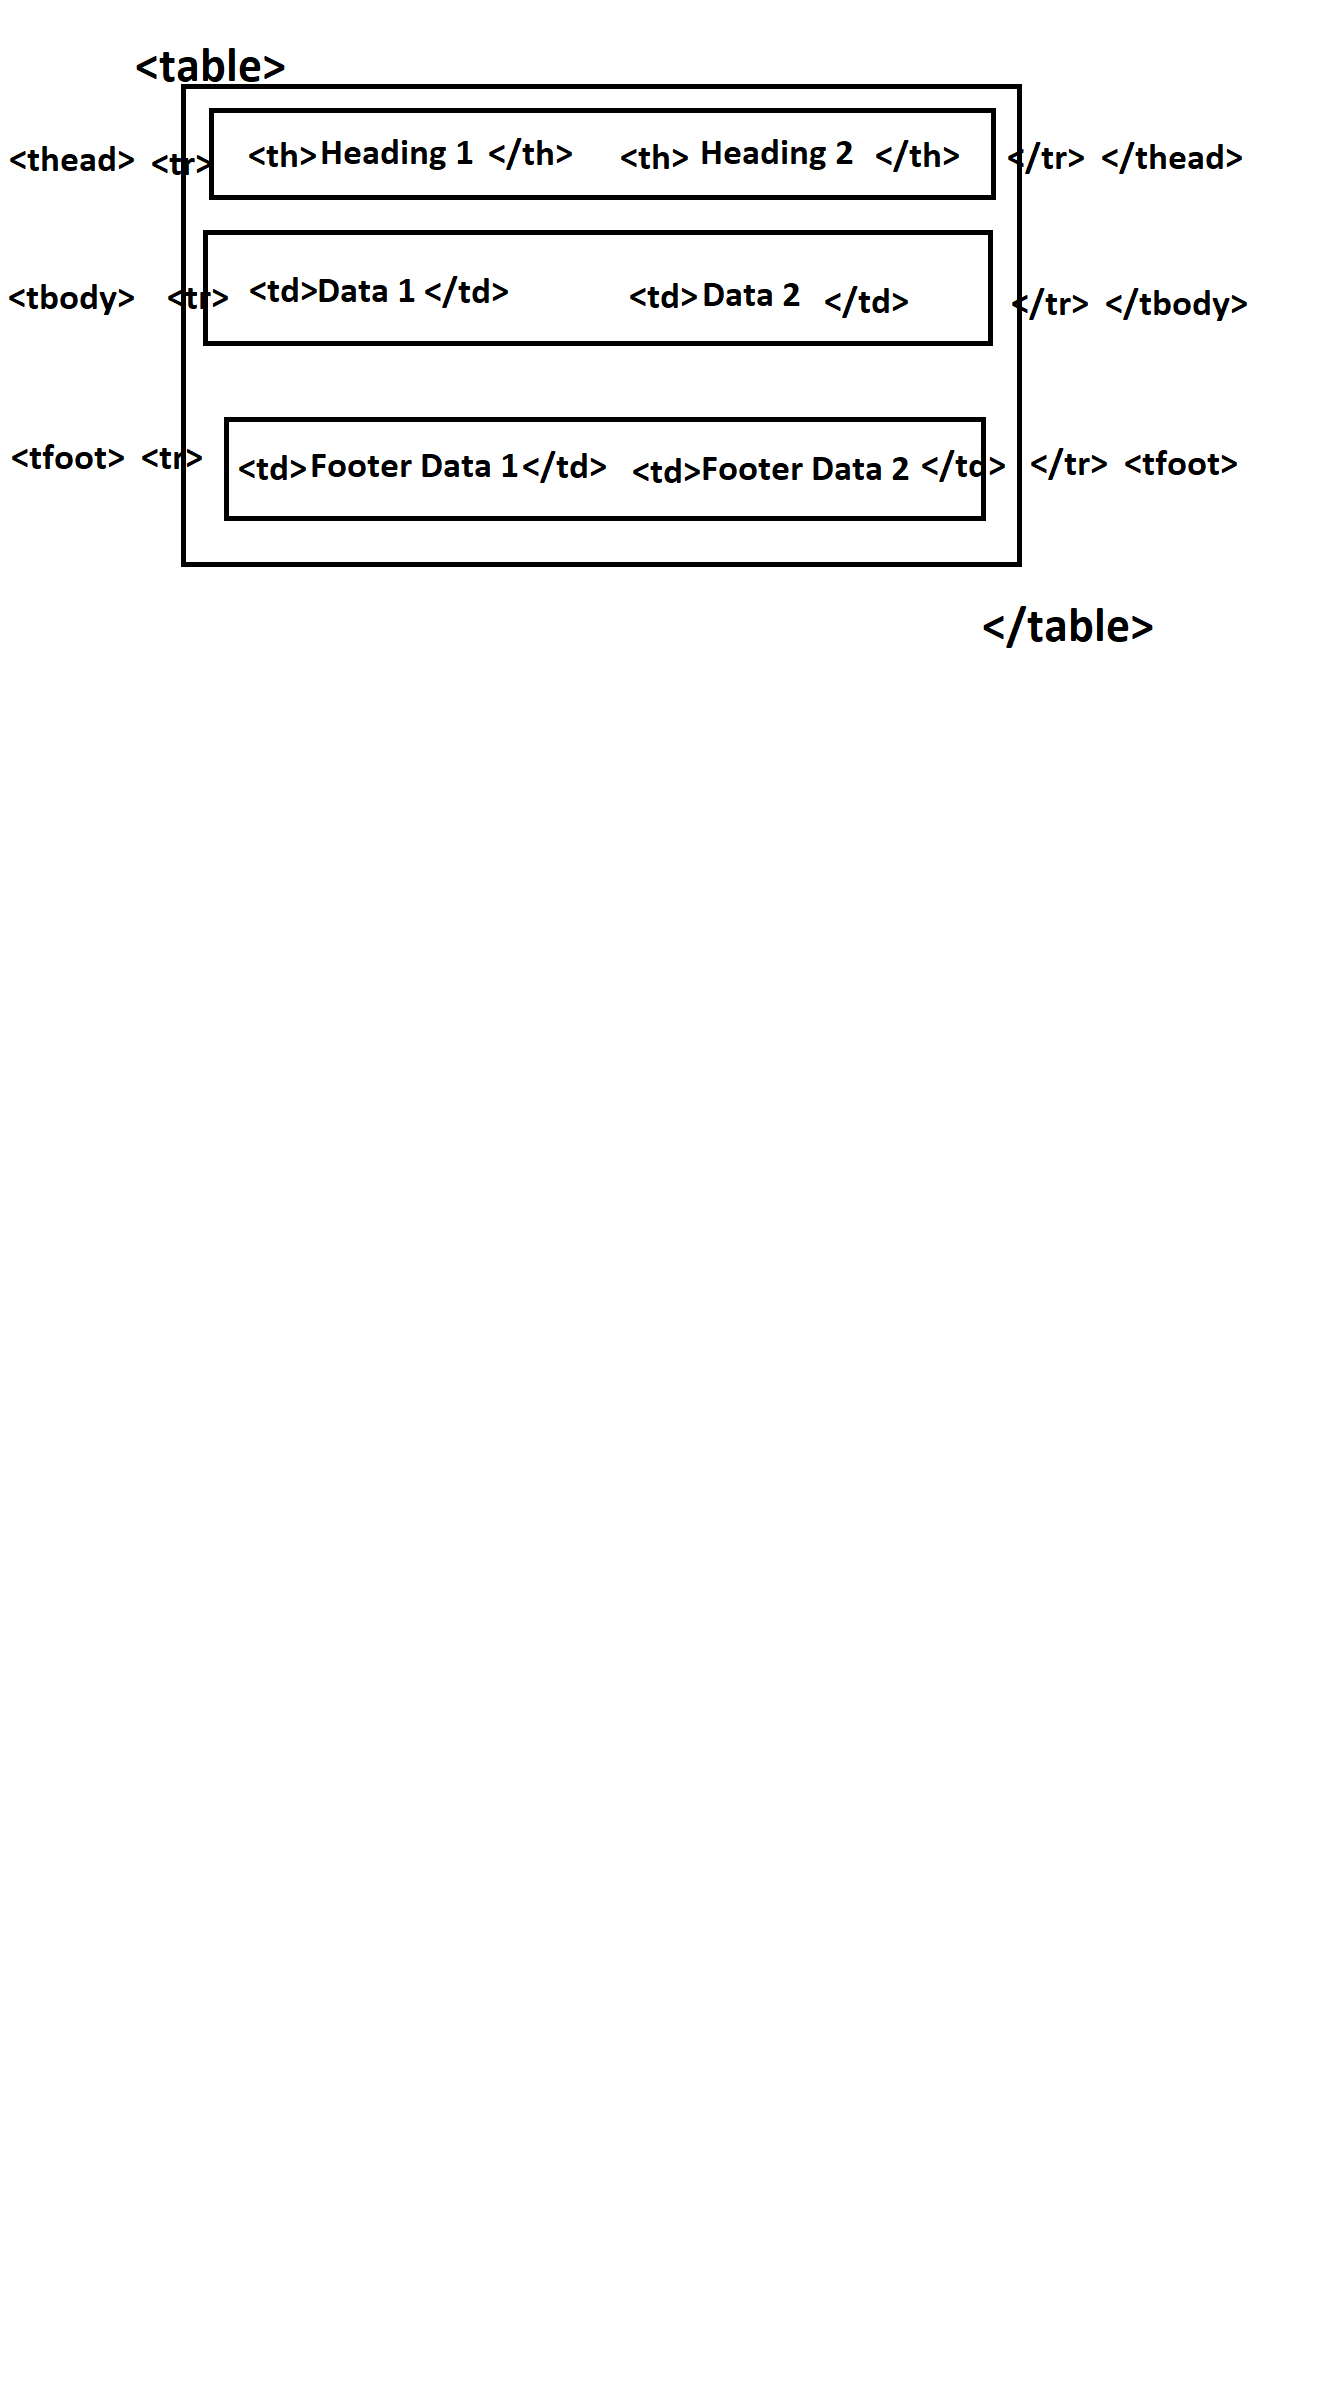 <table>
<thead> <tr> <th>Heading 1 </th> <th> Heading 2 </th> </tr> </thead>
<tbody> <tr> <td>Data 1 </td> <td>Data 2 </td> </tr> </tbody>
<tfoot> <tr> <td>Footer Data 1</td> <td>Footer Data 2 </td> </tr> <tfoot>
</table>